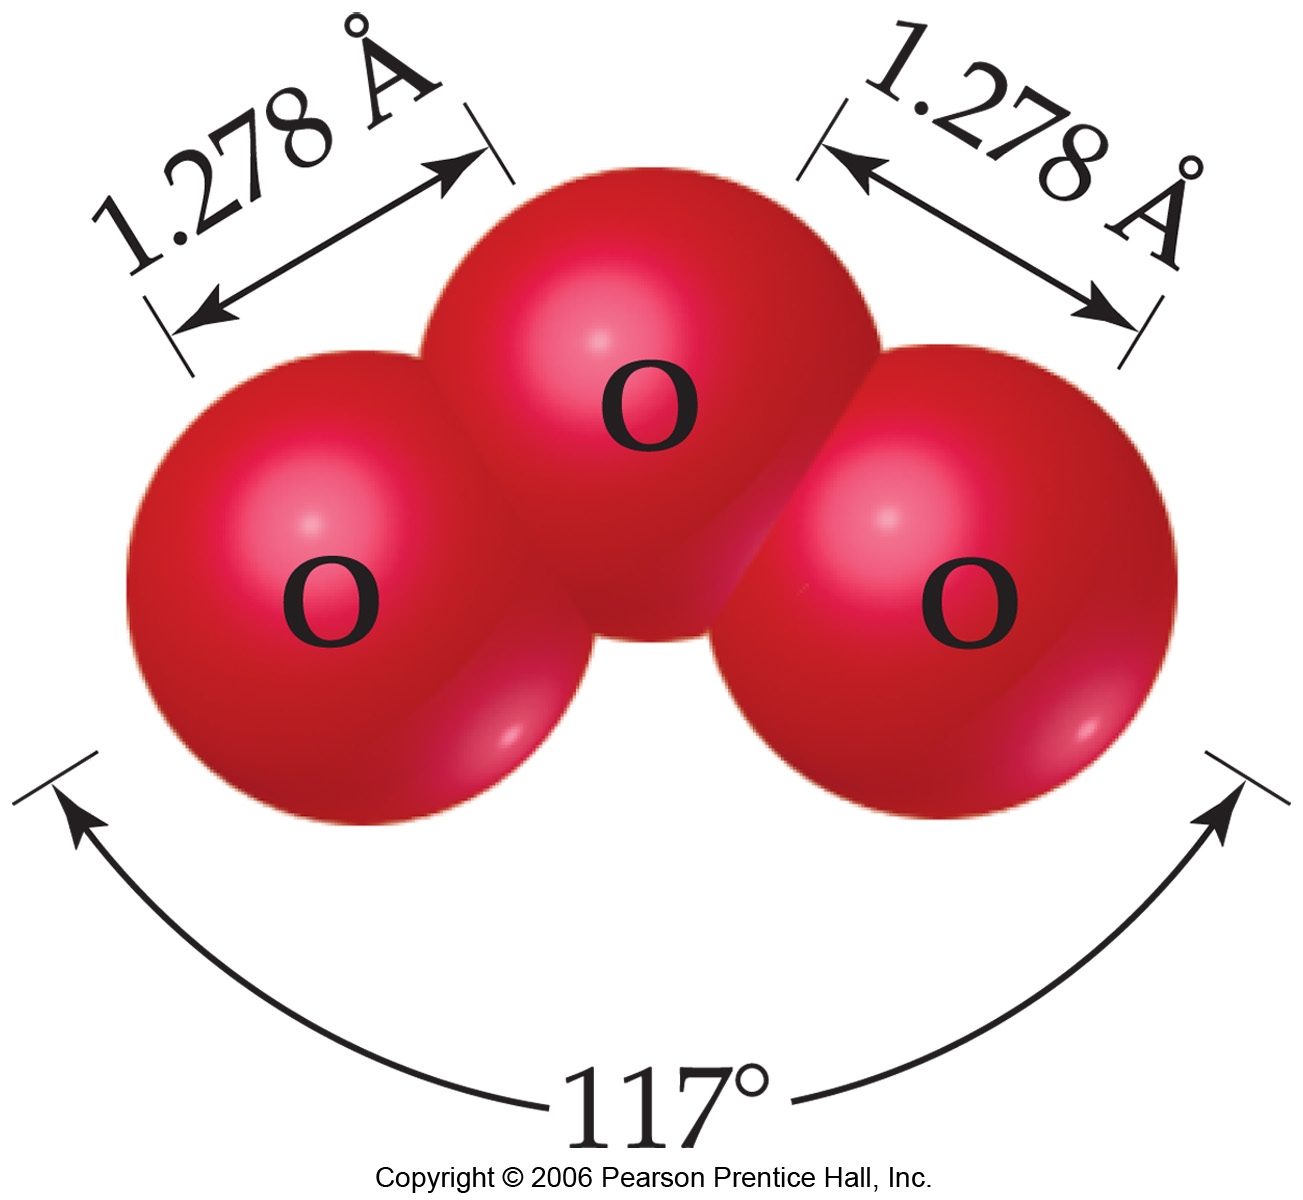 1.278 Å
1.278 Å
O
O
O
117°
Copyright © 2006 Pearson Prentice Hall, Inc.